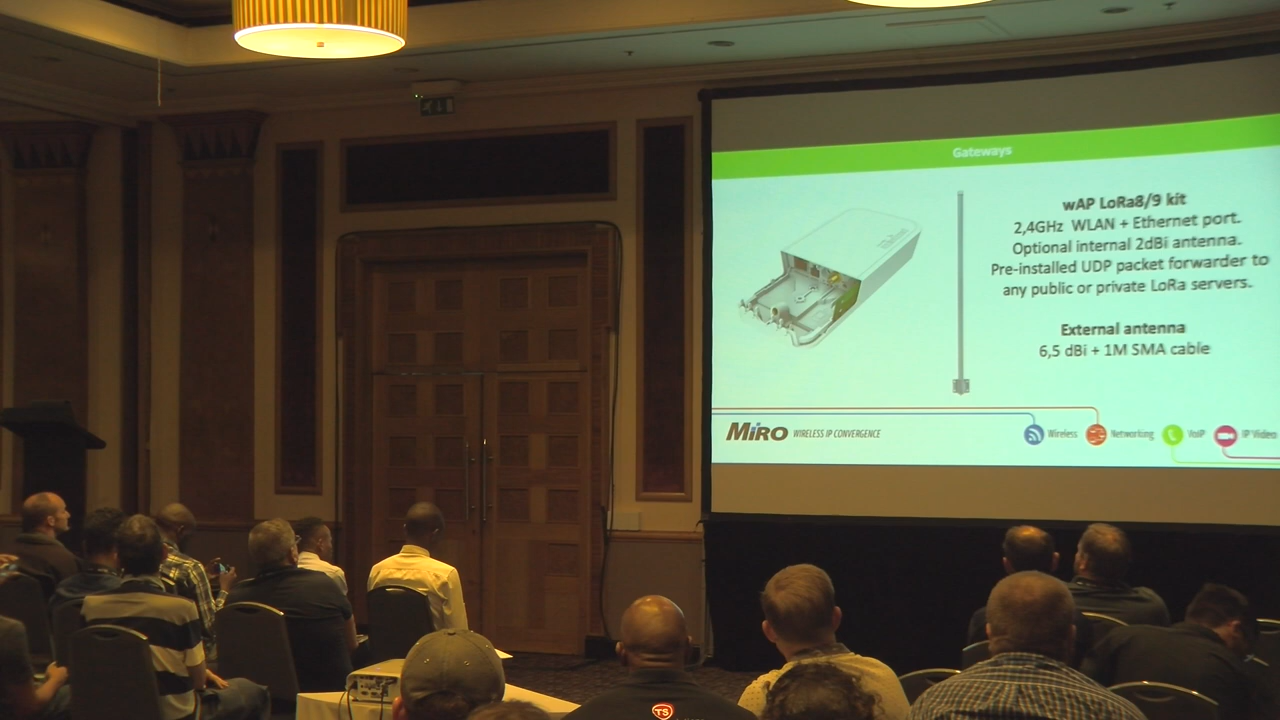 Gateways
wAP LoRa8/9 kit
2,4GHz WLAN + Ethernet port.
Optional internal 2dBi antenna.
Pre-installed UDP packet forwarder to
any public or private LoRa servers.
External antenna
6,5 dBi + 1M SMA cable
MiRO WIRELESS IP CONVERGENCE
Wireless
Networking
VoIP
IP Video
TS